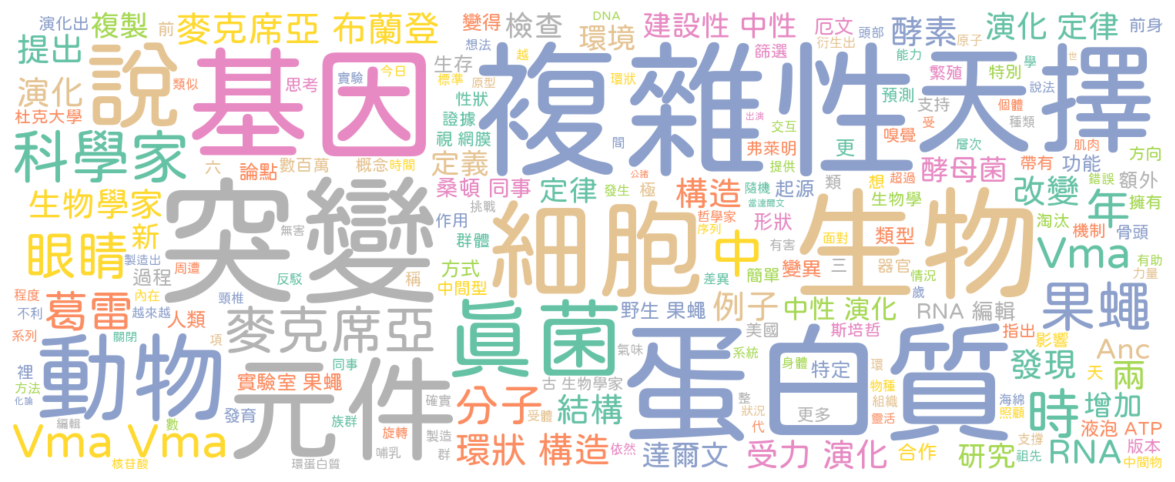 演化出 複製 前 麥克席亞 布蘭登 變得 檢查 DNA 環境 建設性 中性 厄文 頭部 酵素 演化 定律 前身
提出 說 基因 想法 越 篩選 衍生出 原子 能力
演化 類似 思考 實驗 今日 生存 標準 原型 環狀 複雜性 天擇 繁殖 特別 學 世
杜克大學 性狀 預測 支持 個體 說法
科學家 證據 視網膜 間 出演 交互 弗萊明 嗅覺 受 種類
六 論點 數百萬 概念 時間 定義 公豬 提供 更 層次 肌肉
酵母菌 帶有 功能 方向
生物學家 突變 桑頓 同事 定律 發生 極 構造 隨機 起源 類 想 超過 改變 錯誤 額外
無害 作用 挑戰 細胞 哲學家 當達爾文 形狀 生物學 生物 淘汰 年 擁有
眼睛 新 群體 序列 有害 面對 類型 機制 骨頭
製造出 周遭 反駁 稱 方式 中 簡單 變異 三 器官 Vma 有助
過程 中間型 差異 情況 歲 力量
程度 內在 頸椎 野生 果蠅 例子 中性 演化 RNA 編輯 果蠅
不利 葛雷 越來越 人類 麥克席亞 真菌 美國 斯培哲 指出 影響
系列 關閉 項 氣味 蛋白質 發現 Anc
動物 裡 元件 同事 系統 身體 特定 環 天 兩
方法 實驗室 果蠅 古 生物學家 分子 結構 物種 組織 海綿 照顧
化論 發育 族群 確實 受體 整 狀況 更多 靈活 時 增加
編輯 數 旋轉 製造 環狀 構造 依然 代 支撐 液泡 ATP
Vma Vma 哺乳 群 達爾文 受力 演化 合作 研究 祖先 RNA 版本
核苷酸 環蛋白質 中間物